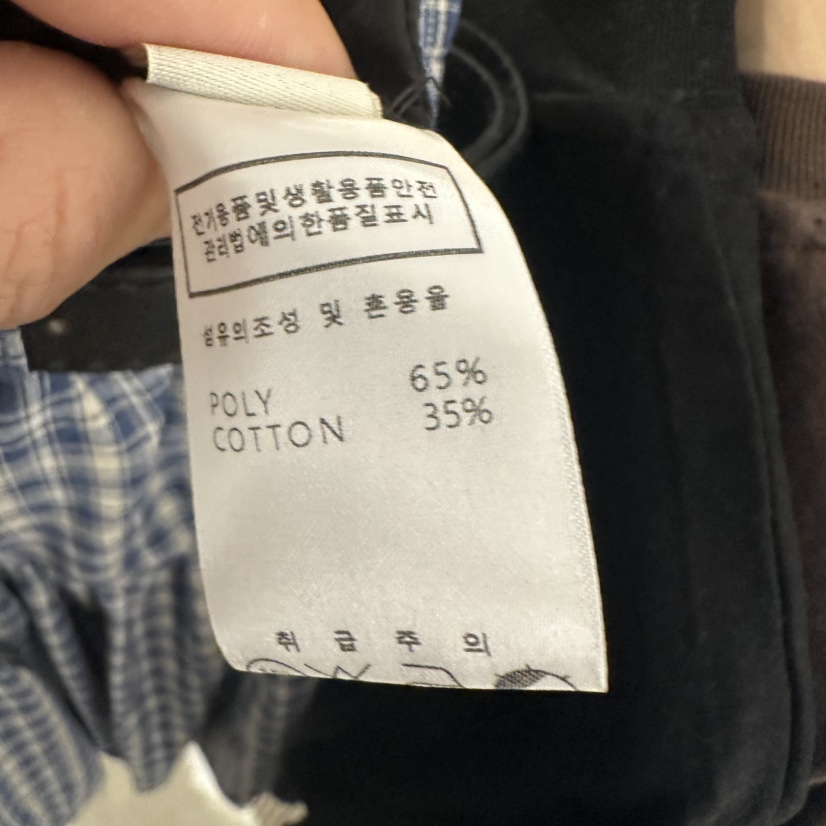 전기용품및생활용품안전
관리법에의한품질표시
섬유의조성 및 혼용율
POLY 65%
COTTON 35%
취 급 주 의